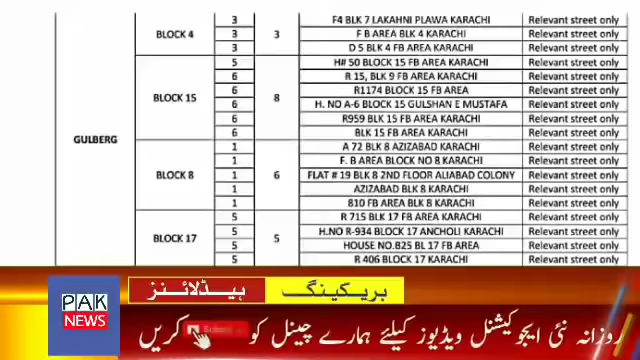 3 F4 BLK 7 LAKAHNI PLAWA KARACHI Relevant street only
BLOCK 4 3 3 F B AREA BLK 4 KARACHI Relevant street only
3 D 5 BLK 4 FB AREA KARACHI Relevant street only
5 H# 50 BLOCK 15 FB AREA KARACHI Relevant street only
6 R 15, BLK 9 FB AREA KARACHI Relevant street only
6 R1174 BLOCK 15 FB AREA Relevant street only
BLOCK 15 6 8 H. NO A-6 BLOCK 15 GULSHAN E MUSTAFA Relevant street only
6 R959 BLK 15 FB AREA KARACHI Relevant street only
6 BLK 15 FB AREA KARACHI Relevant street only
GULBERG
1 A 72 BLK 8 AZIZABAD KARACHI Relevant street only
1 F. B AREA BLOCK NO 8 KARACHI Relevant street only
BLOCK 8 1 6 FLAT # 19 BLK 8 2ND FLOOR ALIABAD COLONY Relevant street only
1 AZIZABAD BLK 8 KARACHI Relevant street only
1 810 FB AREA BLK 8 KARACHI Relevant street only
5 R 715 BLK 17 FB AREA KARACHI Relevant street only
5 H.NO R-934 BLOCK 17 ANCHOLI KARACHI Relevant street only
BLOCK 17 5 5 HOUSE NO.B25 BL 17 FB AREA Relevant street only
5 R 406 BLOCK 17 KARACHI Relevant street only
بریکینگ ہیڈلائنز
PAK
NEWS
روزانہ نئی ایجوکیشنل ویڈیوز کیلئے ہمارے چینل کو کریں